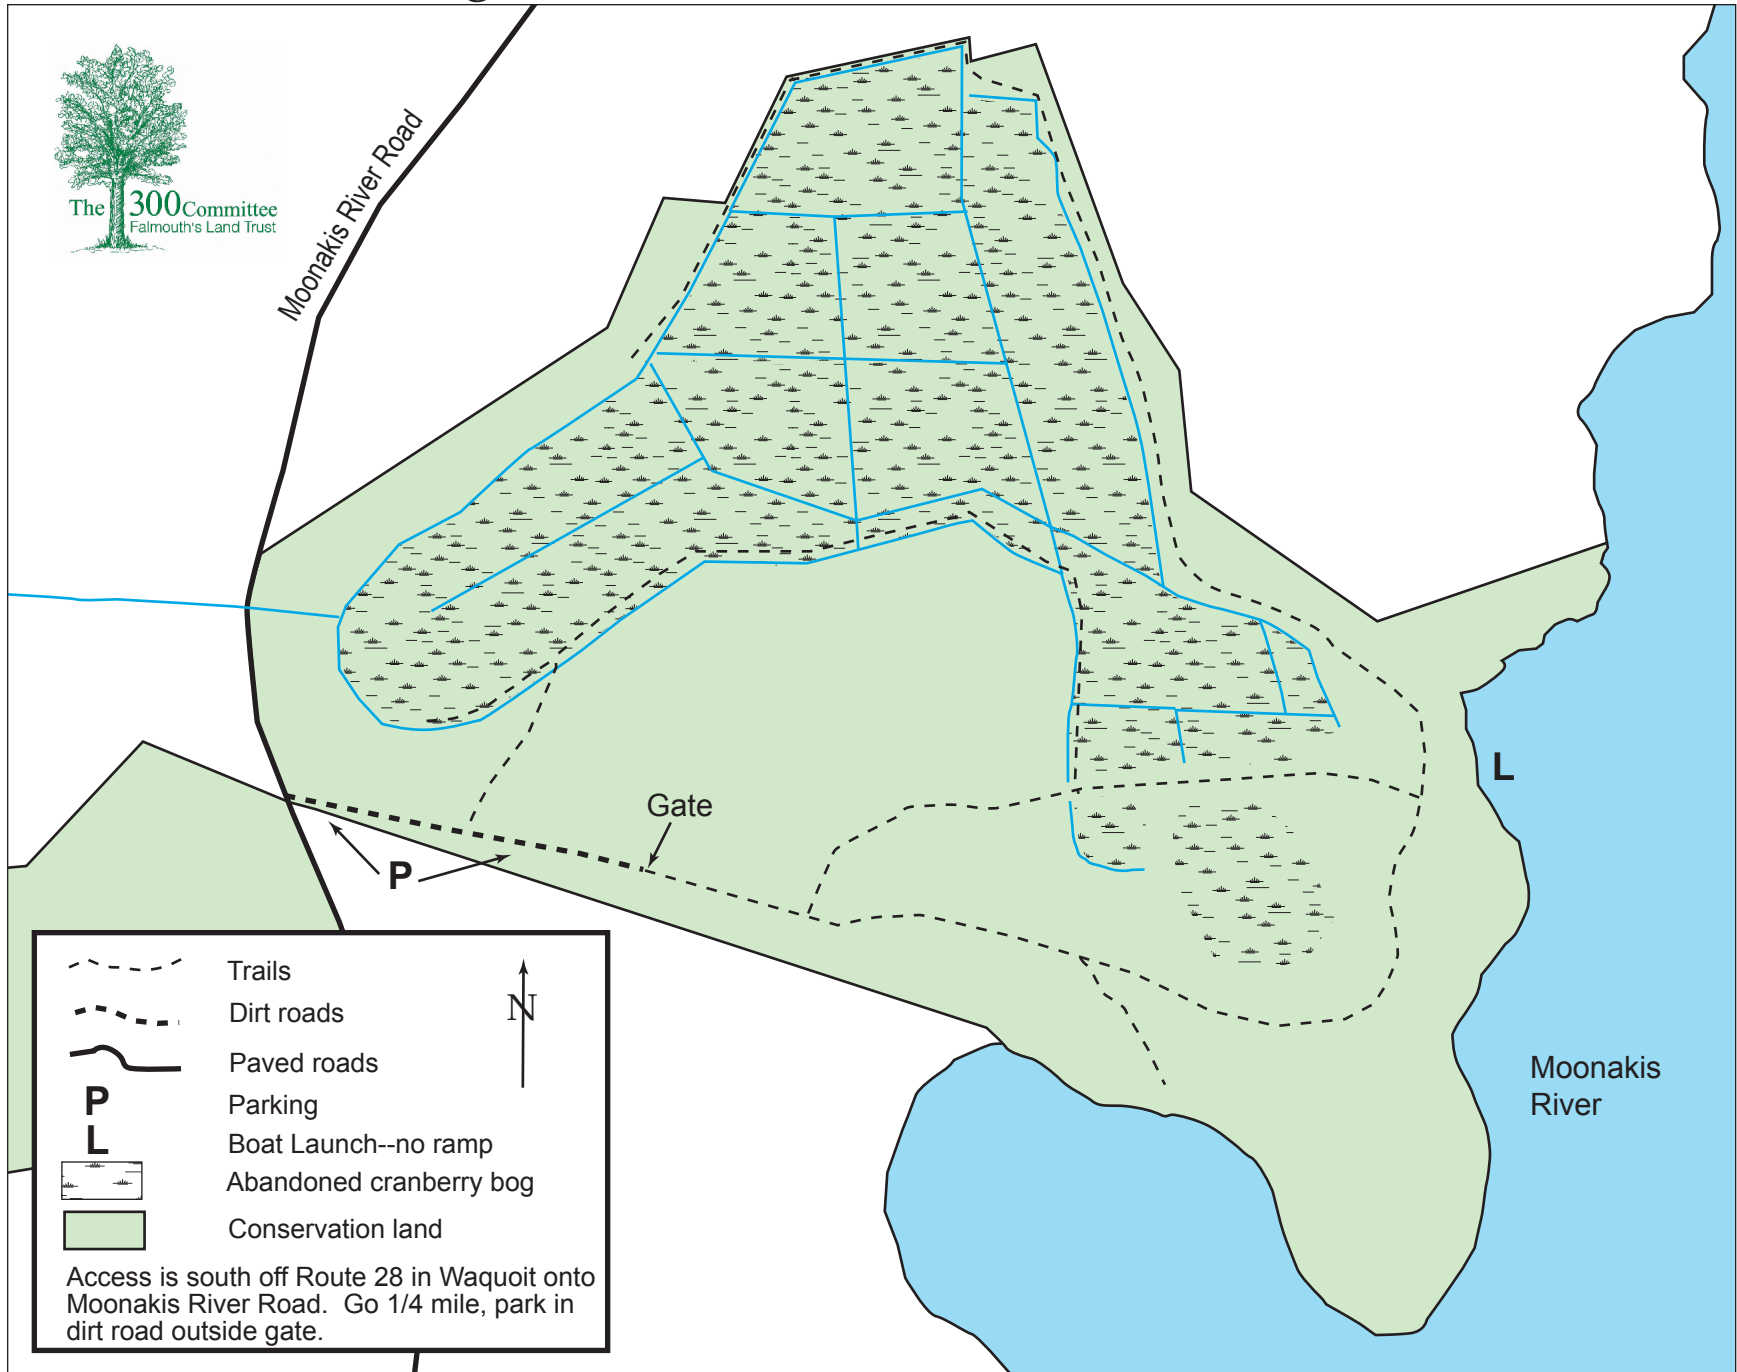 The 300 Committee
Falmouth's Land Trust
Moonakis River Road
Gate
P
L
Moonakis
River
Trails
Dirt roads
Paved roads
P Parking
L Boat Launch--no ramp
Abandoned cranberry bog
Conservation land
N
Access is south off Route 28 in Waquoit onto
Moonakis River Road. Go 1/4 mile, park in
dirt road outside gate.